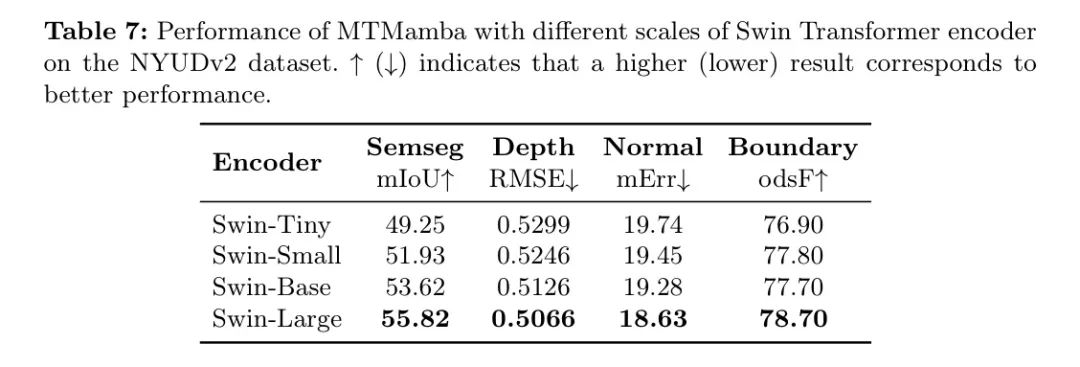 Table 7: Performance of MTMamba with different scales of Swin Transformer encoder
on the NYUDv2 dataset. ↑ (↓) indicates that a higher (lower) result corresponds to
better performance.
Encoder Semseg Depth Normal Boundary
mIoU↑ RMSE↓ mErr↓ odsF↑
Swin-Tiny 49.25 0.5299 19.74 76.90
Swin-Small 51.93 0.5246 19.45 77.80
Swin-Base 53.62 0.5126 19.28 77.70
Swin-Large 55.82 0.5066 18.63 78.70